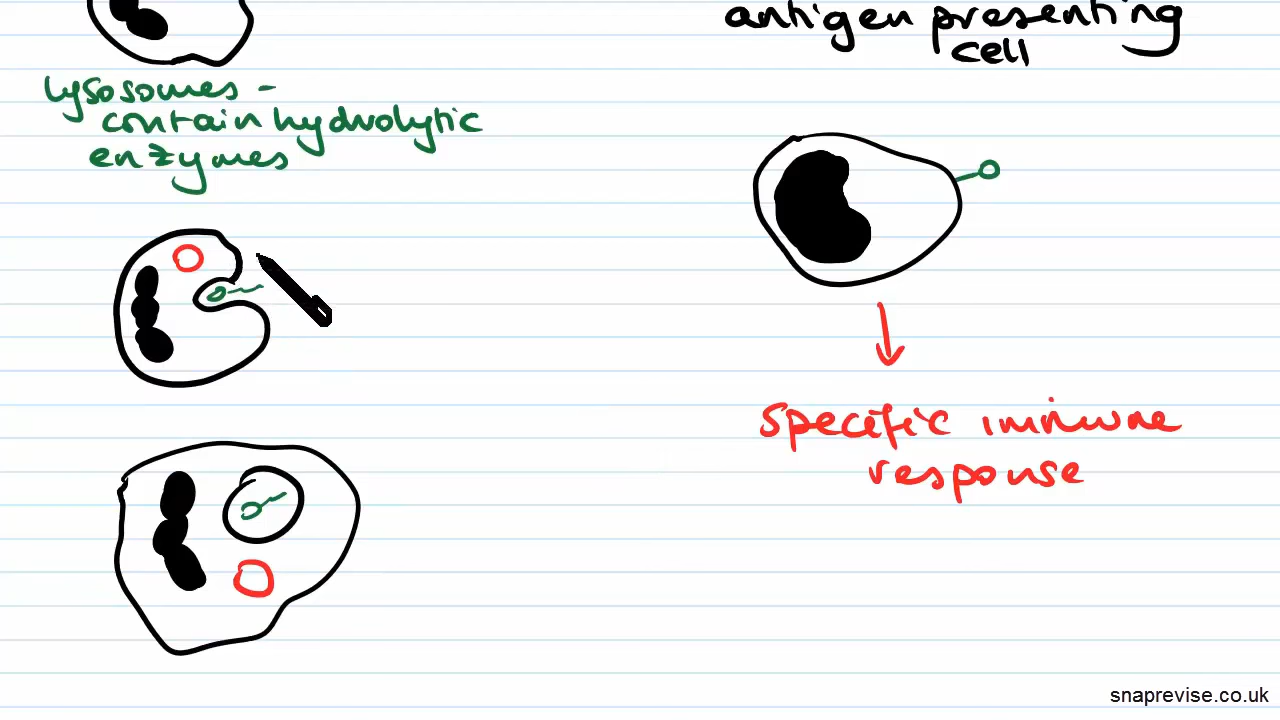 antigen presenting
cell
lysosomes -
contain hydrolytic
enzymes
specific immune
response
snaprevise.co.uk